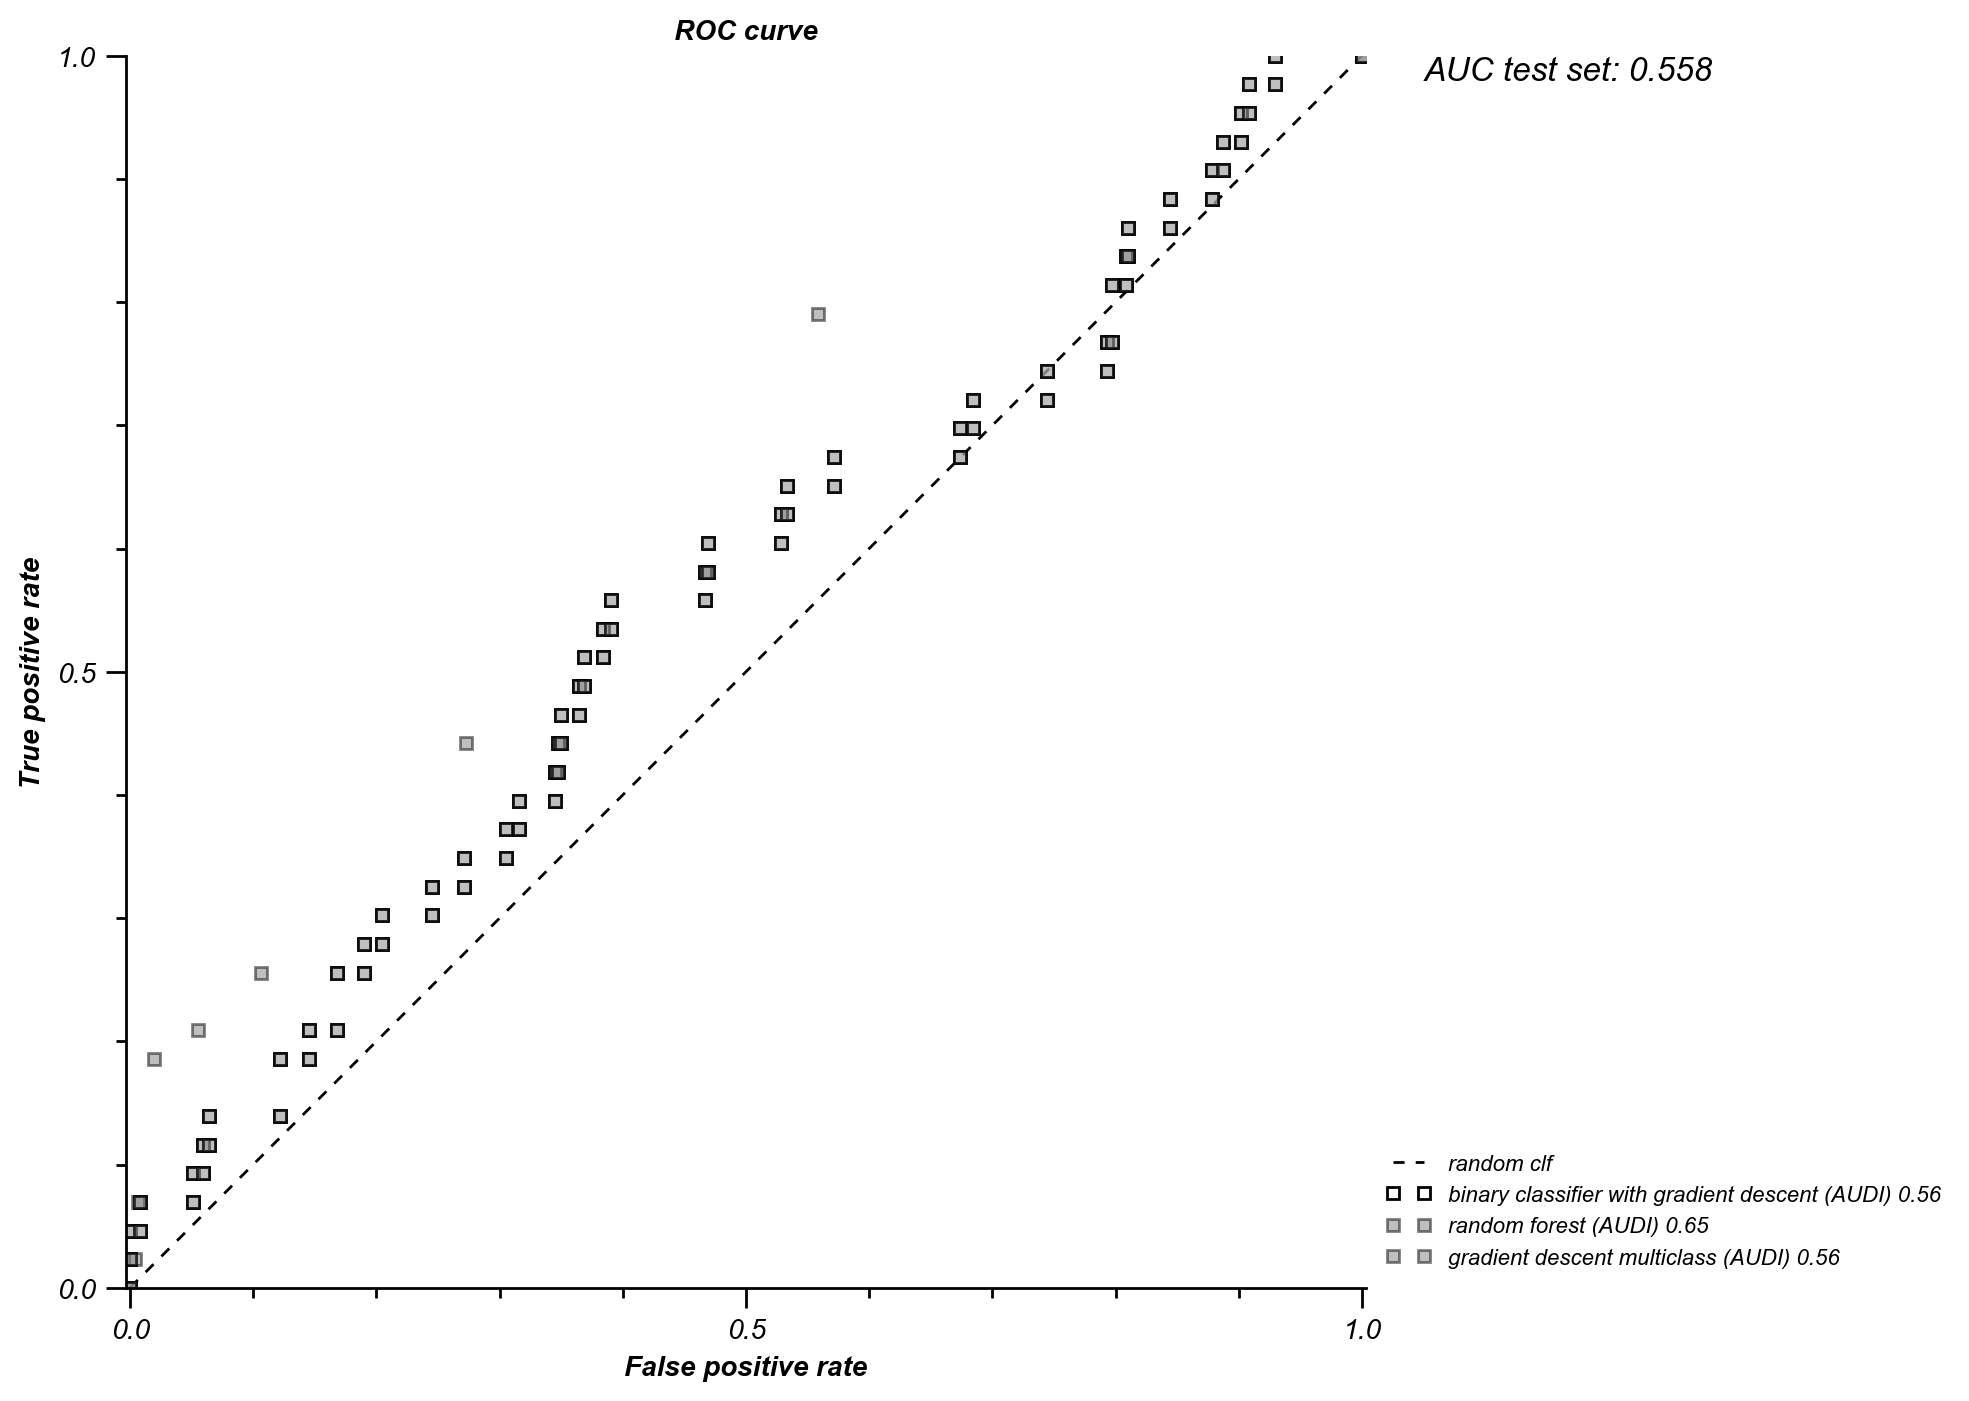 ROC curve
AUC test set: 0.558
1.0
0.5
0.0
True positive rate
0.0
0.5
1.0
False positive rate
random clf
binary classifier with gradient descent (AUDI) 0.56
random forest (AUDI) 0.65
gradient descent multiclass (AUDI) 0.56